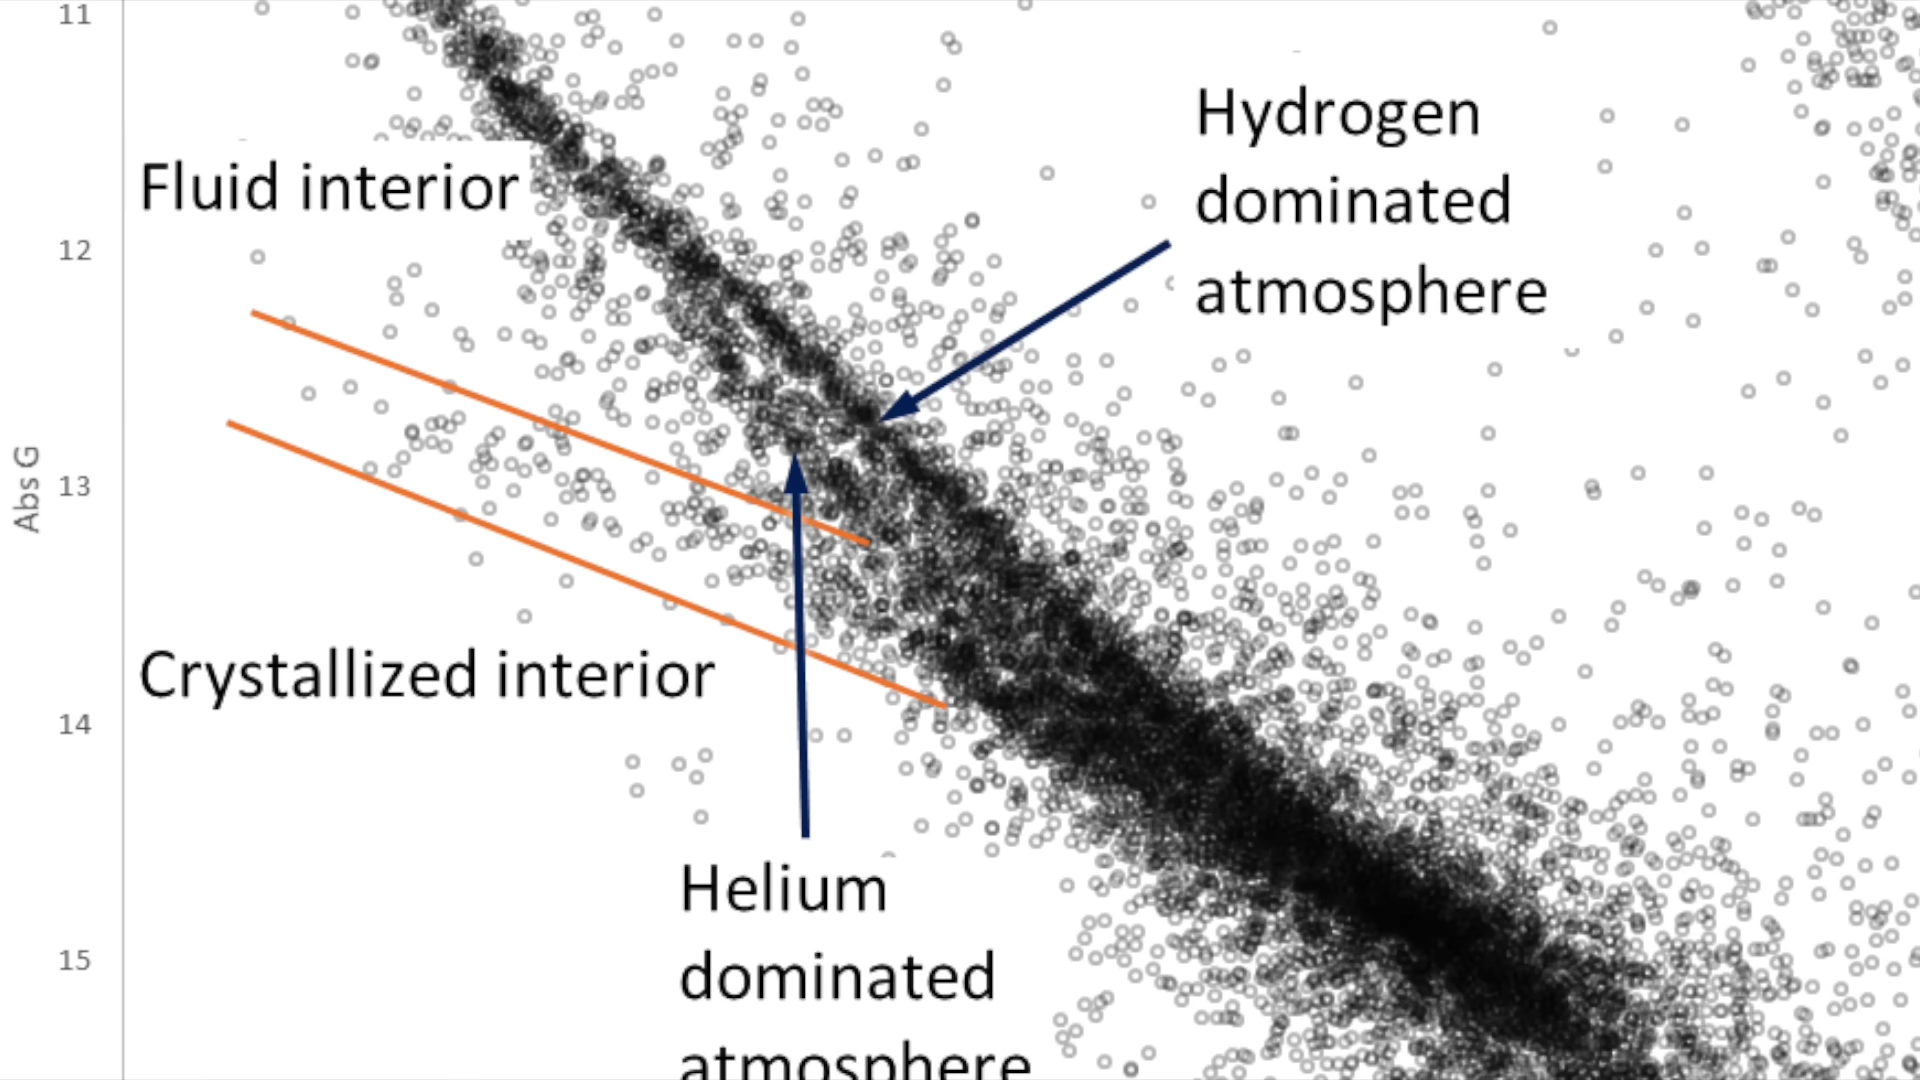 11
12
13
14
15
Abs G
Fluid interior
Crystallized interior
Hydrogen
dominated
atmosphere
Helium
dominated
atmosphere